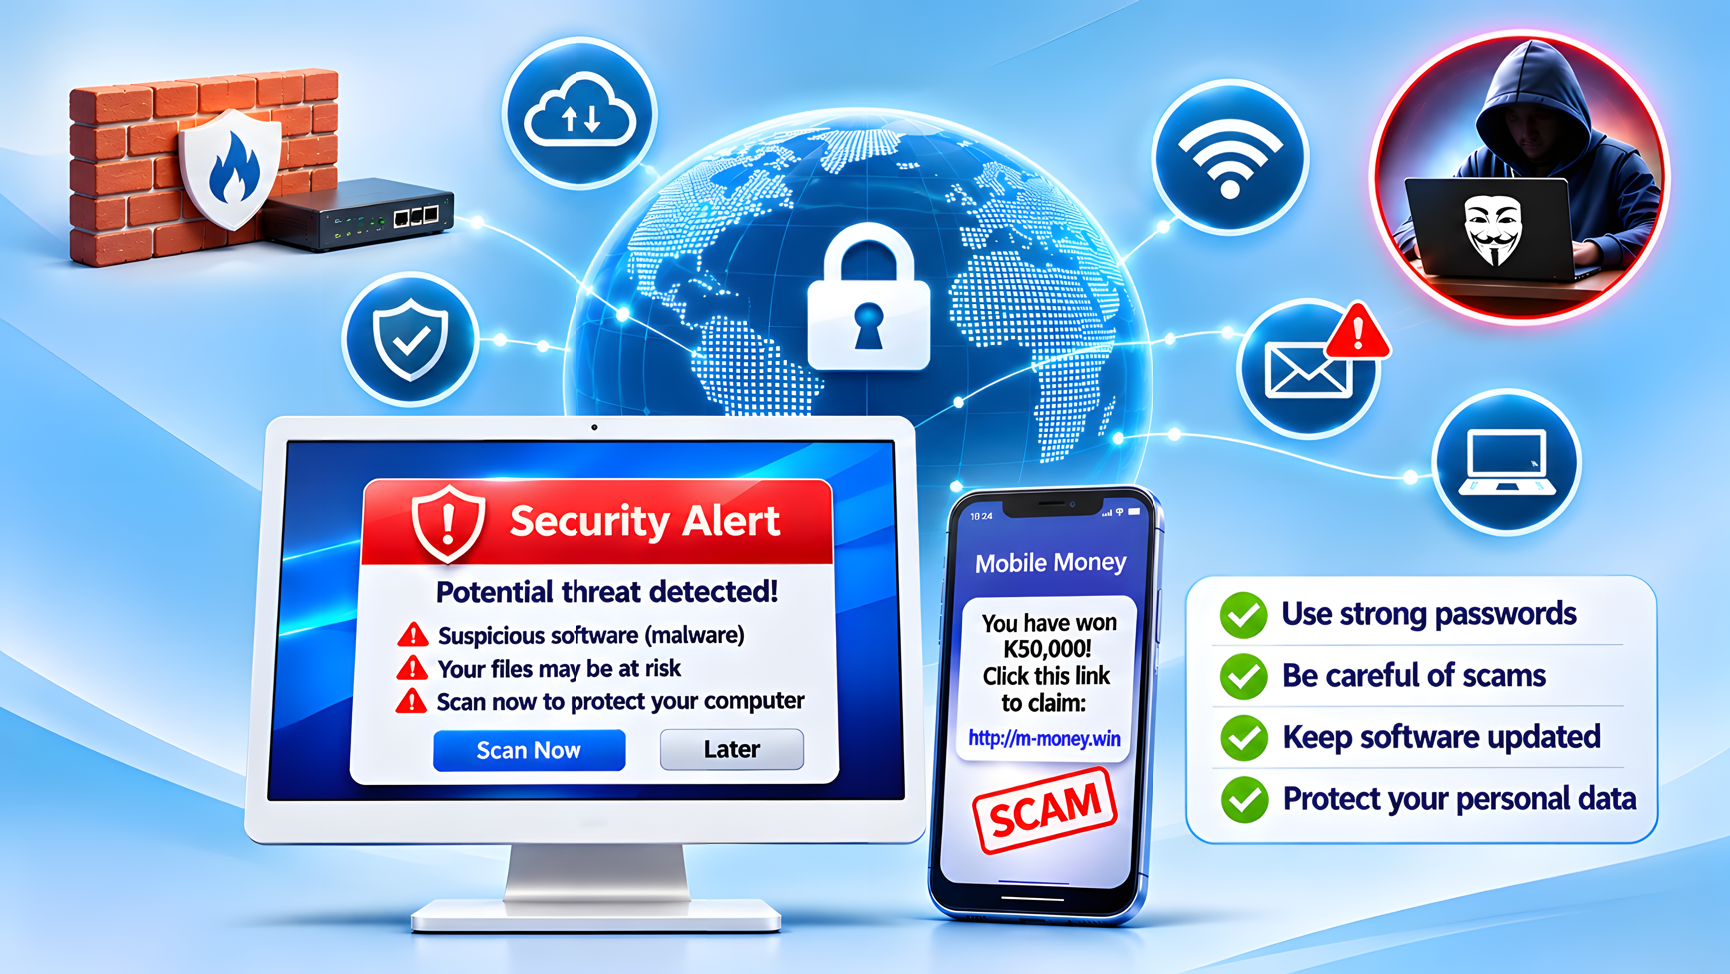 Security Alert
Potential threat detected!
Suspicious software (malware)
Your files may be at risk
Scan now to protect your computer
Scan Now
Later
10:24
Mobile Money
You have won
K50,000!
Click this link
to claim:
http://m-money.win
SCAM
Use strong passwords
Be careful of scams
Keep software updated
Protect your personal data